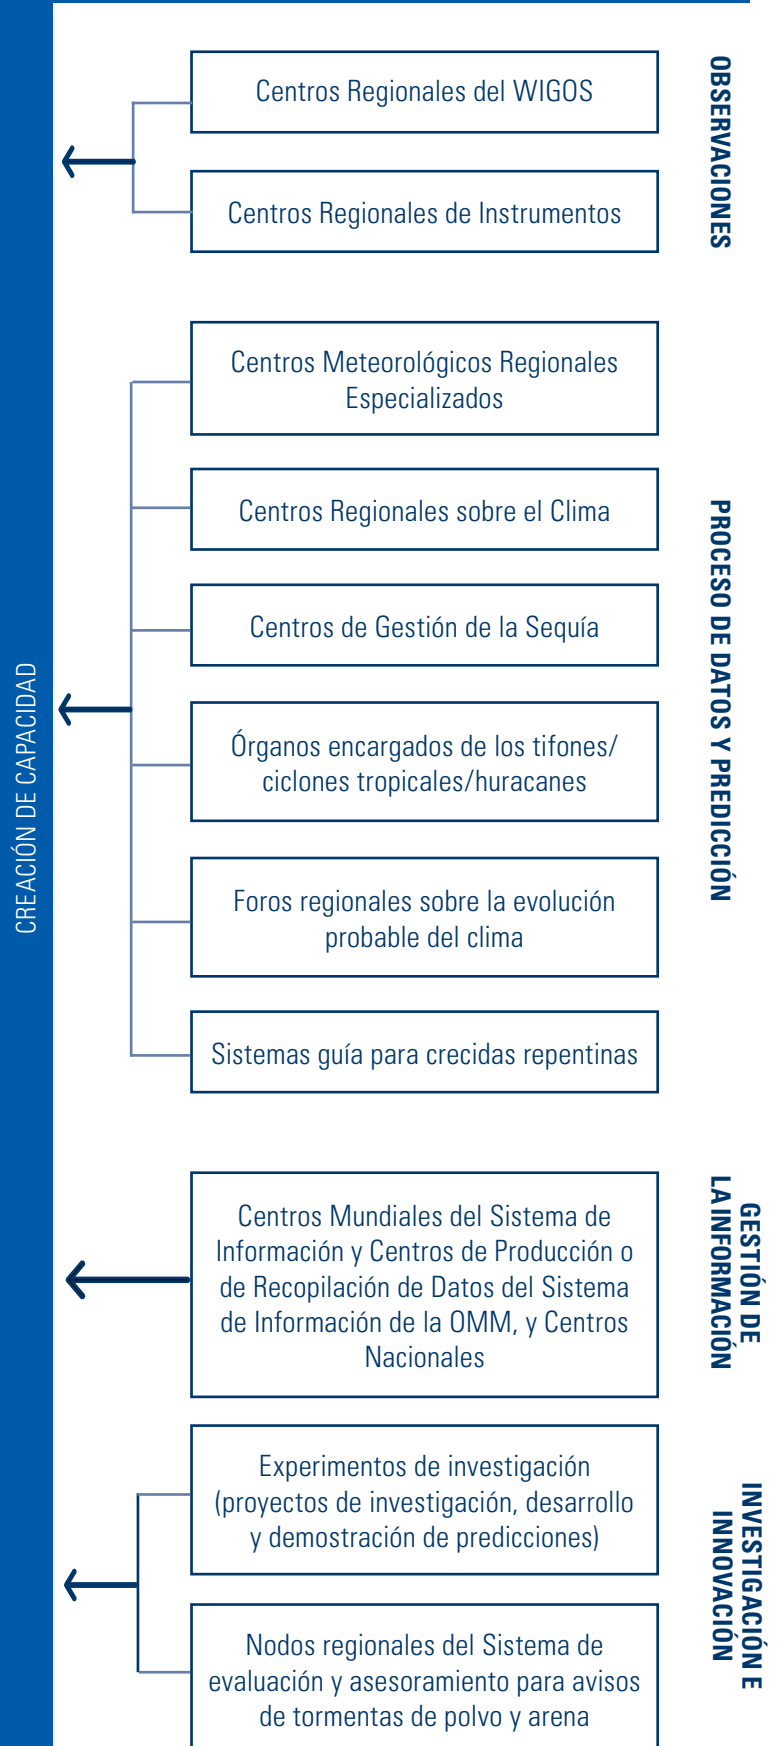 CREACIÓN DE CAPACIDAD
OBSERVACIONES
Centros Regionales del WIGOS
Centros Regionales de Instrumentos
PROCESO DE DATOS Y PREDICCIÓN
Centros Meteorológicos Regionales
Especializados
Centros Regionales sobre el Clima
Centros de Gestión de la Sequía
Órganos encargados de los tifones/
ciclones tropicales/huracanes
Foros regionales sobre la evolución
probable del clima
Sistemas guía para crecidas repentinas
GESTIÓN DE
LA INFORMACIÓN
Centros Mundiales del Sistema de
Información y Centros de Producción o
de Recopilación de Datos del Sistema
de Información de la OMM, y Centros
Nacionales
INVESTIGACIÓN E
INNOVACIÓN
Experimentos de investigación
(proyectos de investigación, desarrollo
y demostración de predicciones)
Nodos regionales del Sistema de
evaluación y asesoramiento para avisos
de tormentas de polvo y arena